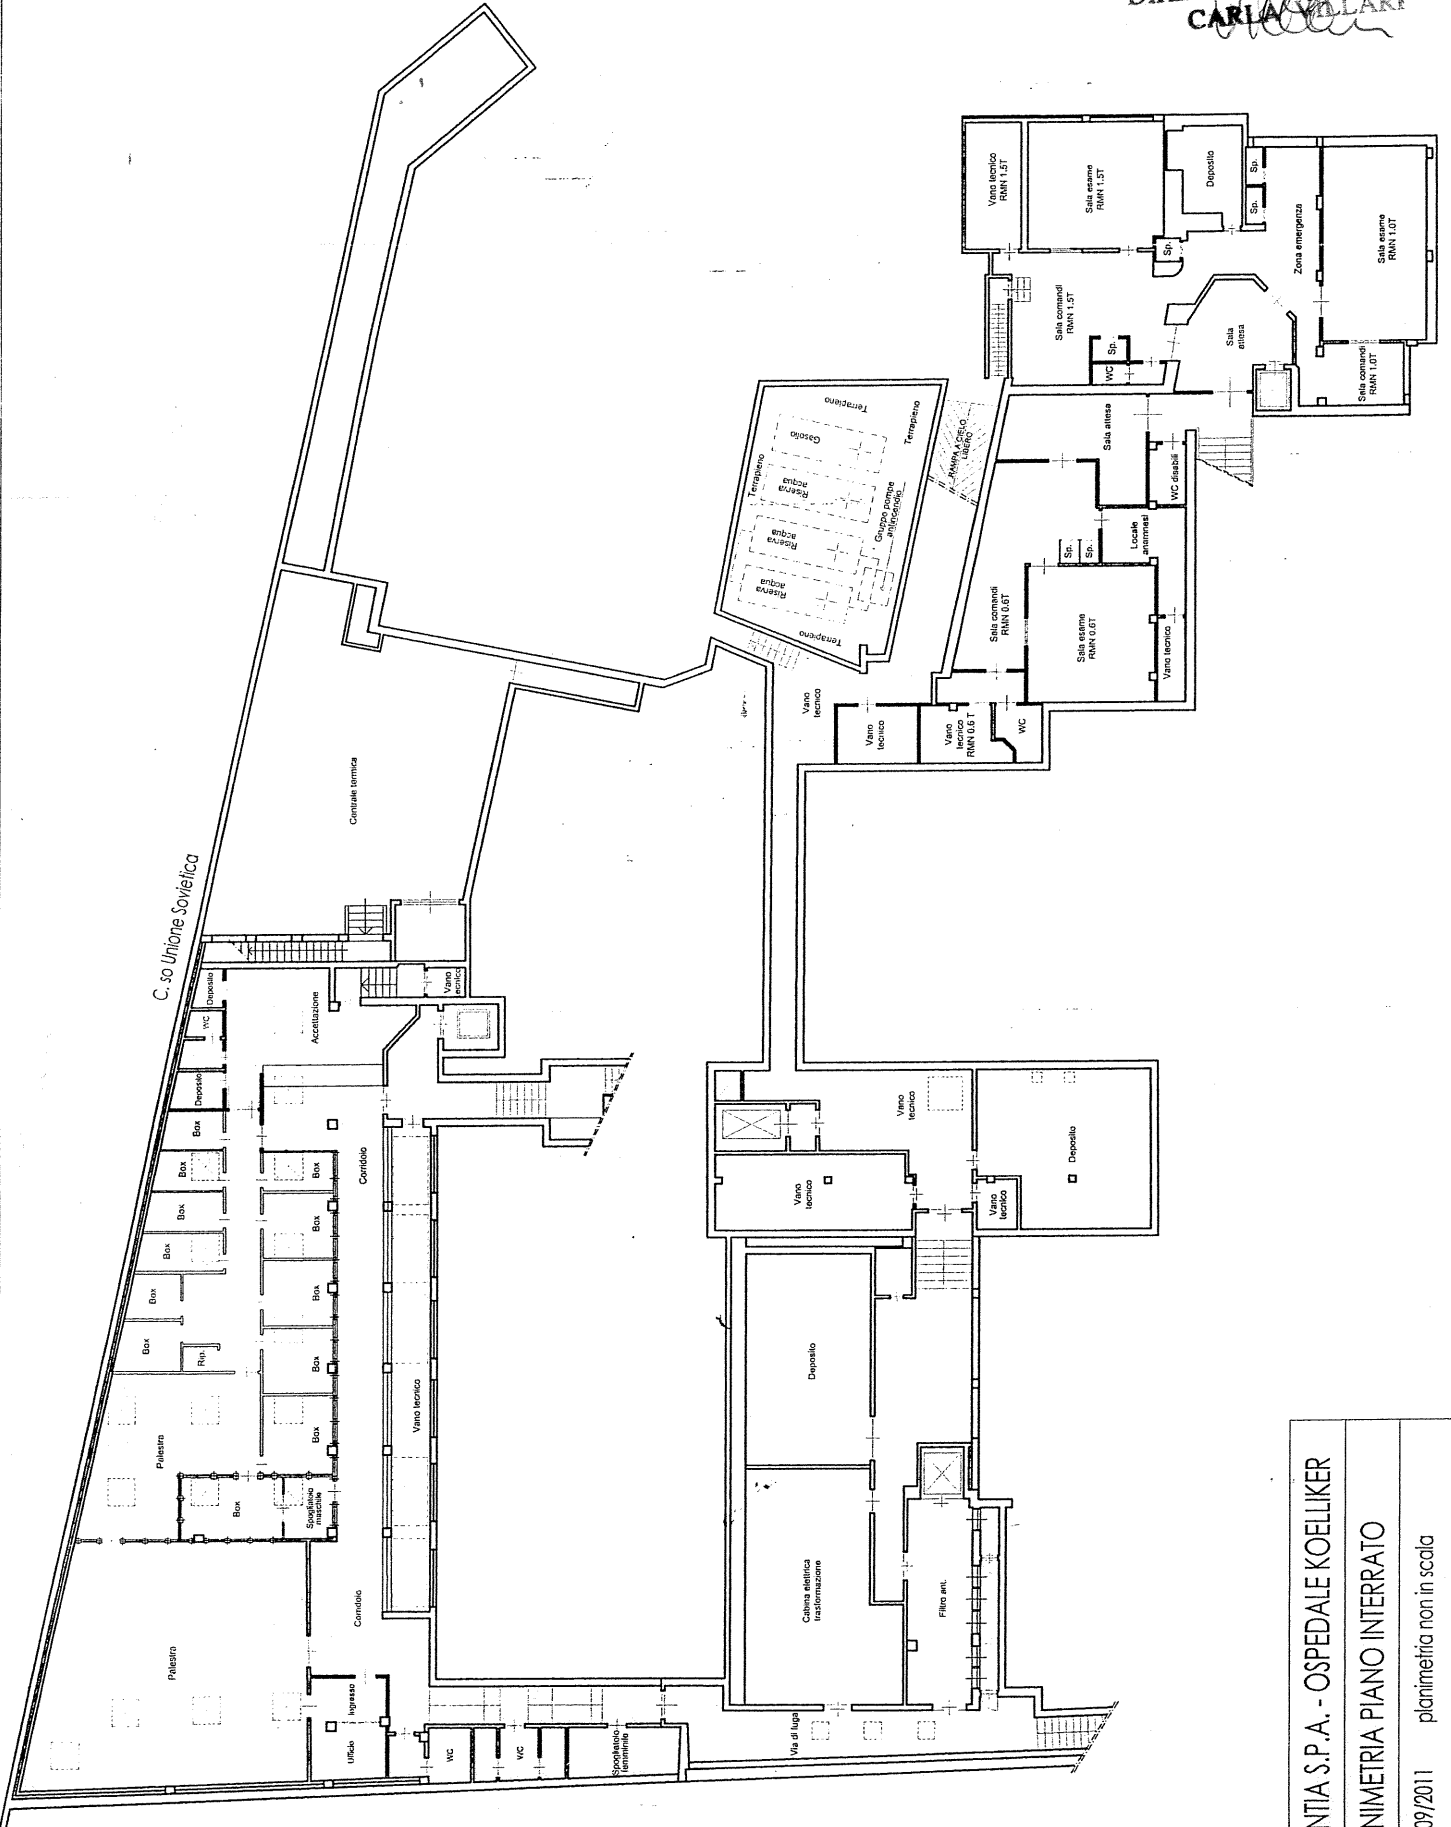 CARLA VILLARI
C. so Unione Sovietica
Vano tecnico
RMN 1.5T
Sala esame
RMN 1.5T
Deposito
Sp.
Sp.
Sp.
Zona emergenza
Sala esame
RMN 1.0T
Sala comandi
RMN 1.5T
Sp.
WC
Sala
attesa
Sala comandi
RMN 1.0T
Terrapieno
Gasolio
Terrapieno
Terrapieno
Riserva
acqua
Riserva
acqua
Riserva
acqua
Gruppo pompe
antincendio
Terrapieno
RAMPA A CIELO
LIBERO
Sala attesa
WC disabili
Locale
anamnesi
Sp.
Sp.
Sala comandi
RMN 0.6T
Sala esame
RMN 0.6T
Vano tecnico
Vano
tecnico
Vano
tecnico
Vano
tecnico
RMN 0.6 T
WC
Centrale termica
Deposito
WC
Deposito
Accettazione
Vano
tecnico
Box
Box
Box
Box
Box
Box
Rip.
Box
Box
Box
Box
Box
Corridoio
Vano tecnico
Palestra
Box
Spogliatoio
maschile
Palestra
Corridoio
Ingresso
Ufficio
WC
WC
Spogliatoio
femminile
Via di fuga
Vano
tecnico
Vano
tecnico
Vano
tecnico
Deposito
Deposito
Cabina elettrica
trasformazione
Filtro ant.
NTIA S.P.A. - OSPEDALE KOELLIKER
NIMETRIA PIANO INTERRATO
09/2011 planimetria non in scala